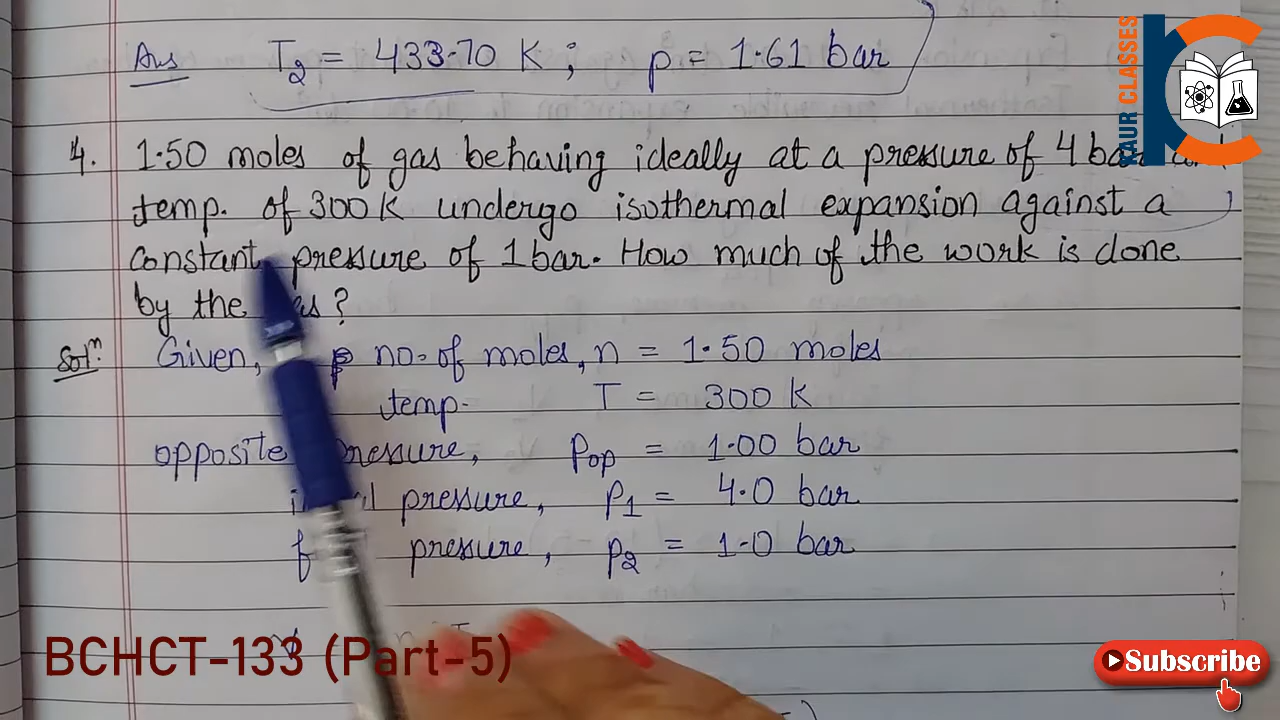 Ans T2 = 433.70 K ; p = 1.61 bar
KAUR CLASSES
4. 1.50 moles of gas behaving ideally at a pressure of 4 bar
temp. of 300 K undergo isothermal expansion against a
constant pressure of 1 bar. How much of the work is done
by the ?
Soln. Given, no. of moles, n = 1.50 moles
temp. T = 300 K
opposite pressure, Pop = 1.00 bar
pressure, P1 = 4.0 bar
pressure, P2 = 1.0 bar
BCHCT-133 (Part-5)
Subscribe